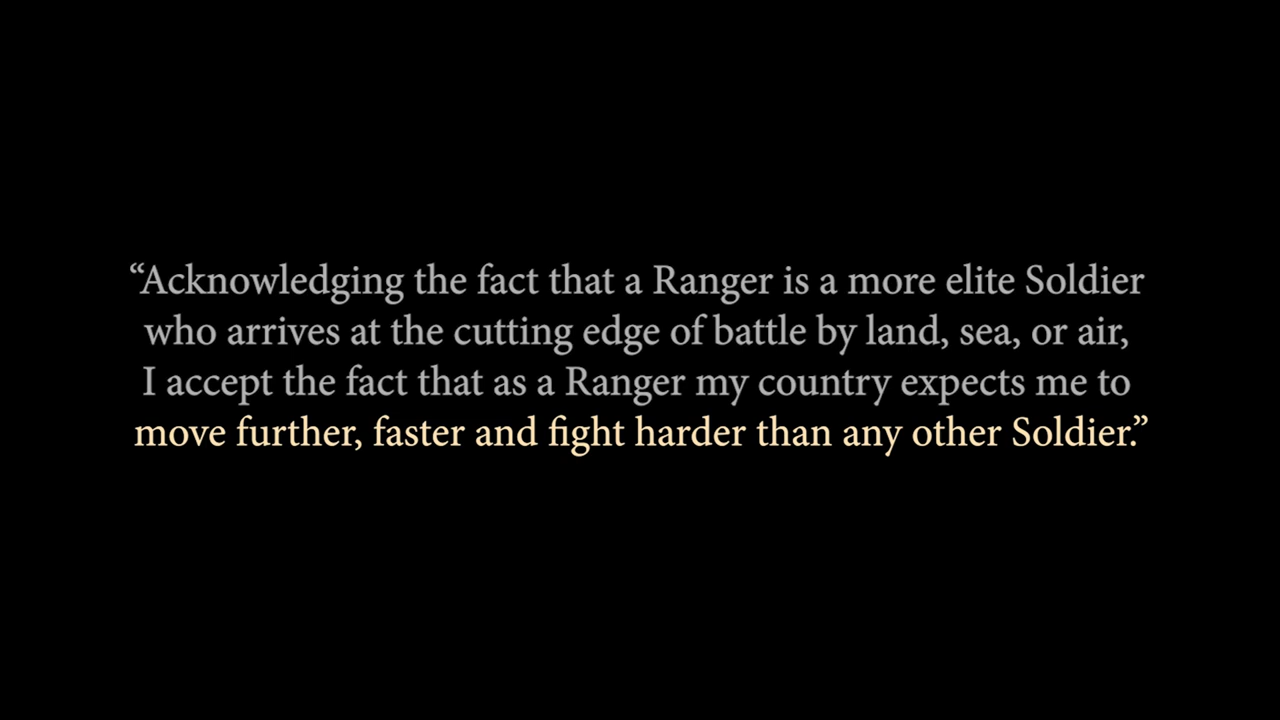 “Acknowledging the fact that a Ranger is a more elite Soldier
who arrives at the cutting edge of battle by land, sea, or air,
I accept the fact that as a Ranger my country expects me to
move further, faster and fight harder than any other Soldier.”